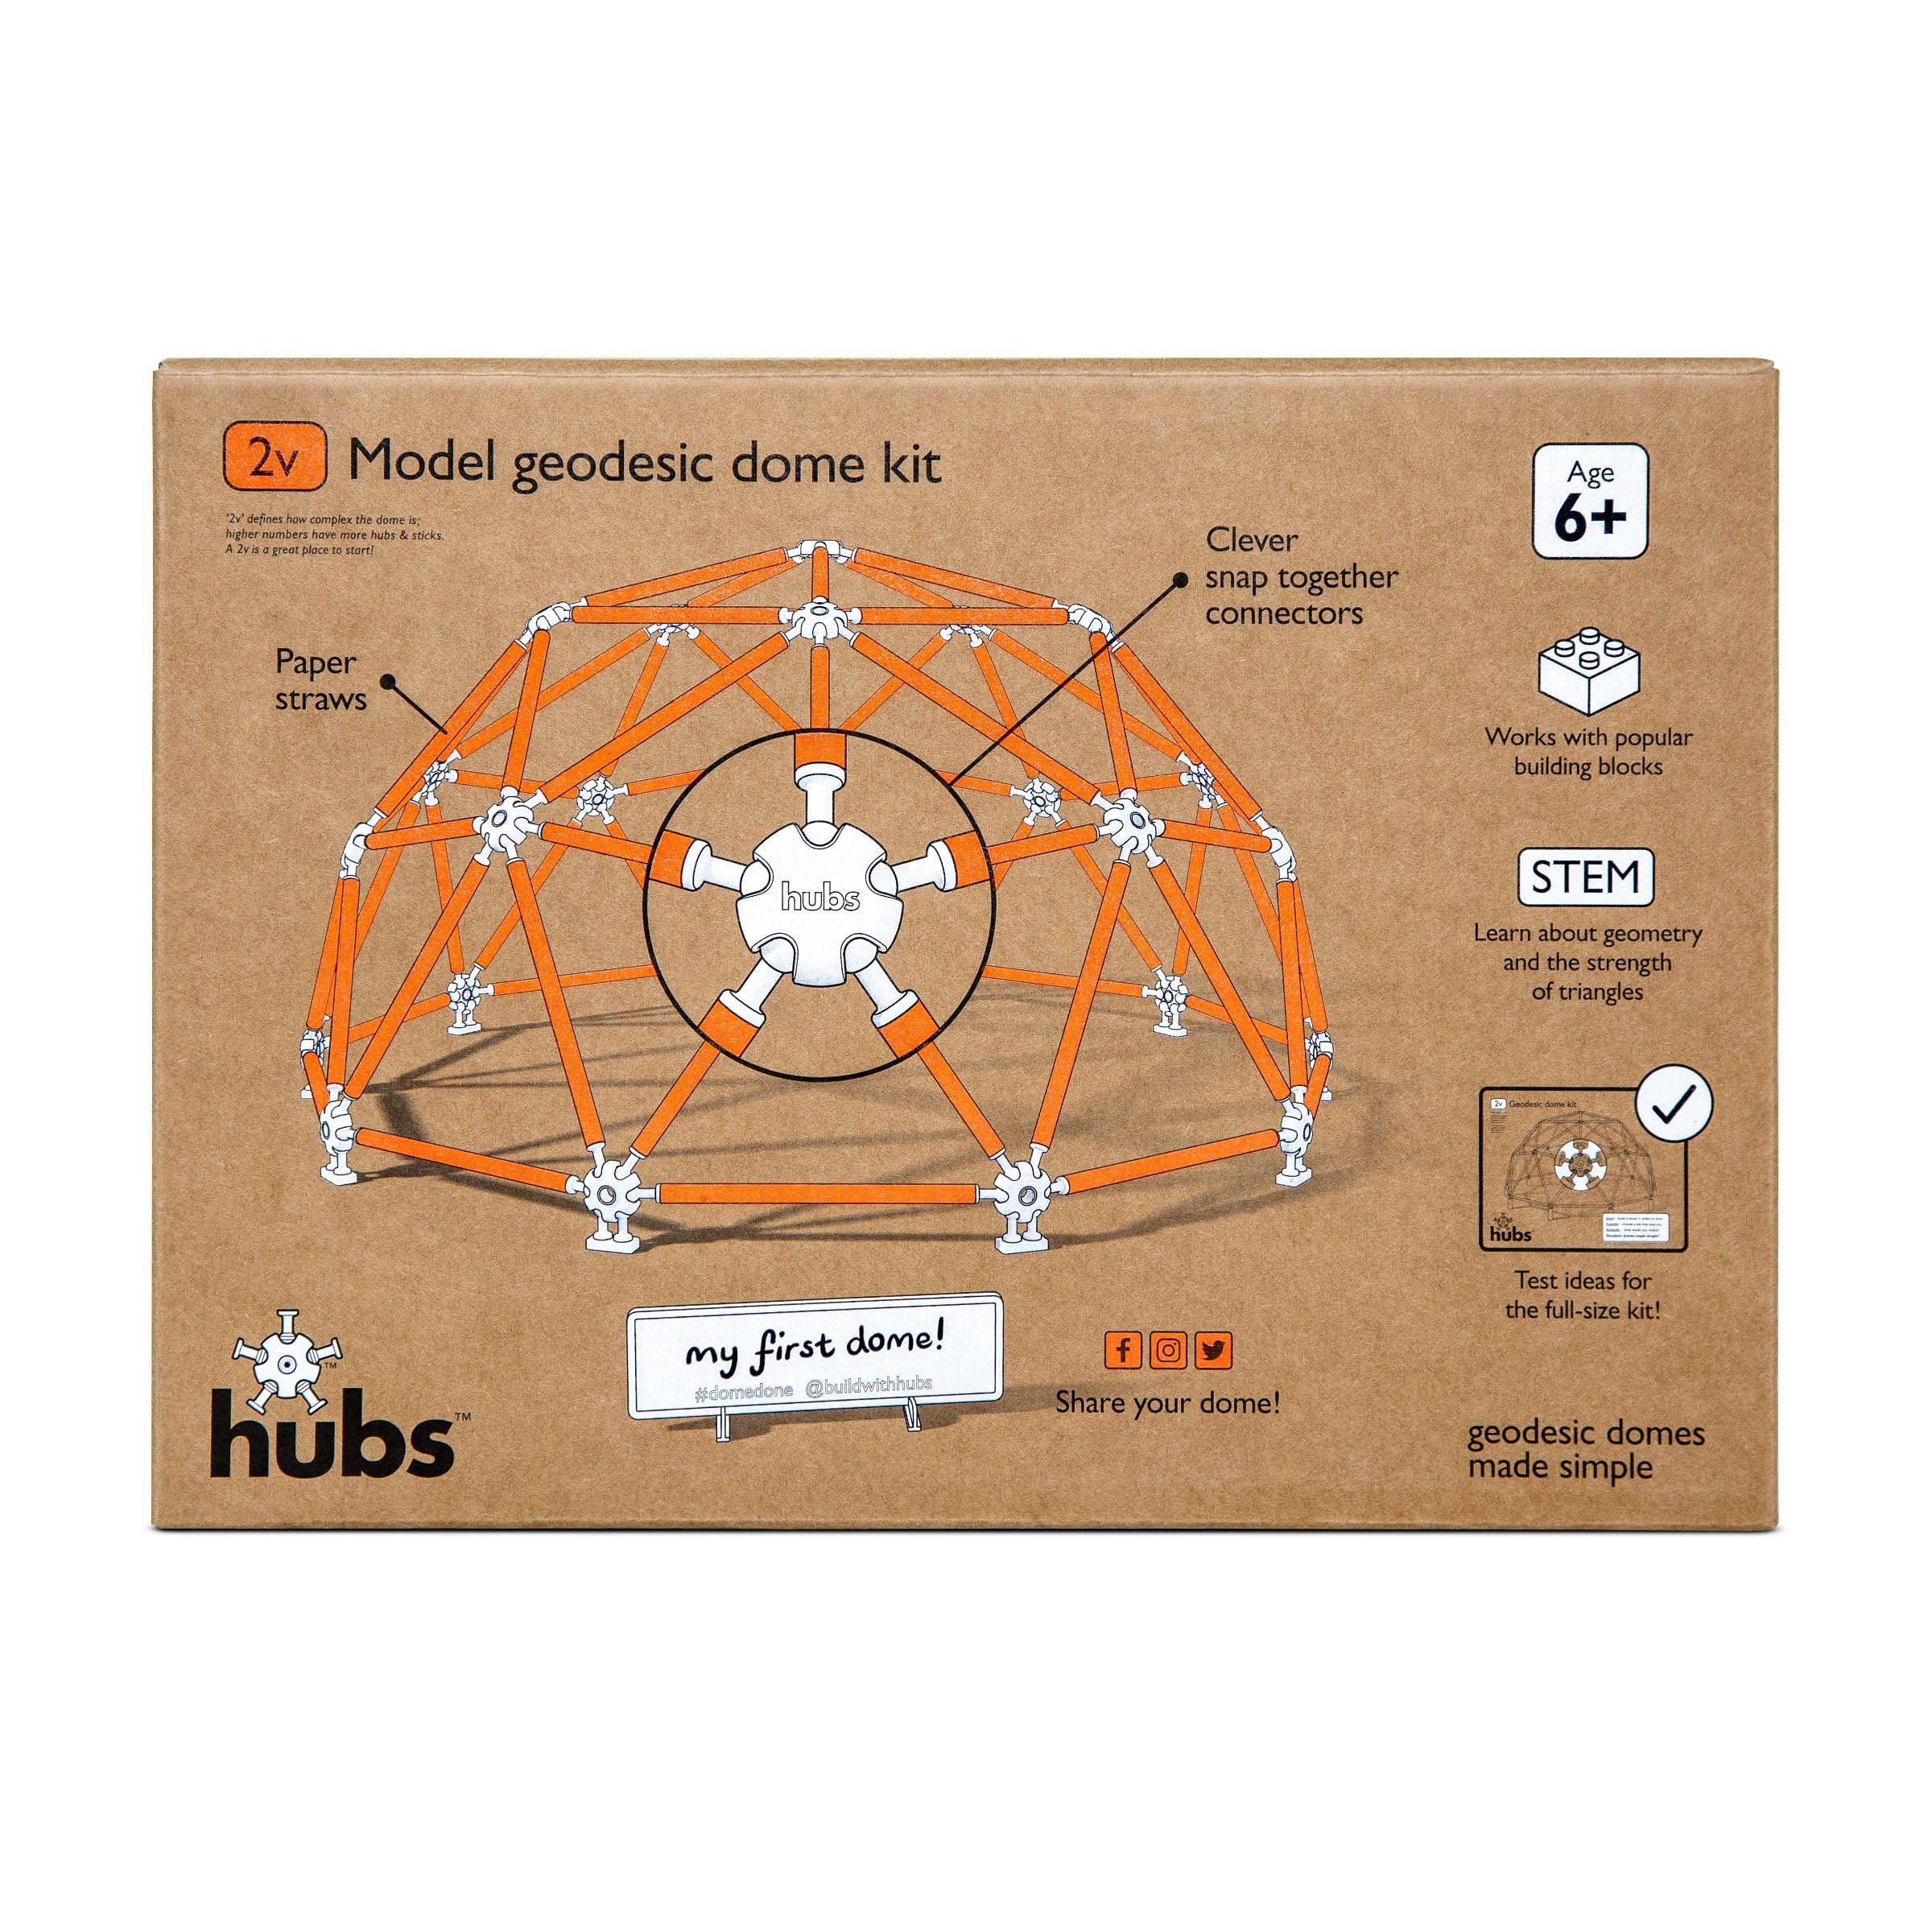 2v Model geodesic dome kit
'2v' defines how complex the dome is;
higher numbers have more hubs & sticks.
A 2v is a great place to start!
Paper
straws
Clever
snap together
connectors
hubs
Age
6+
Works with popular
building blocks
STEM
Learn about geometry
and the strength
of triangles
2v Geodesic dome kit
hubs
Test ideas for
the full-size kit!
my first dome!
#domedone @buildwithhubs
Share your dome!
hubs™
geodesic domes
made simple